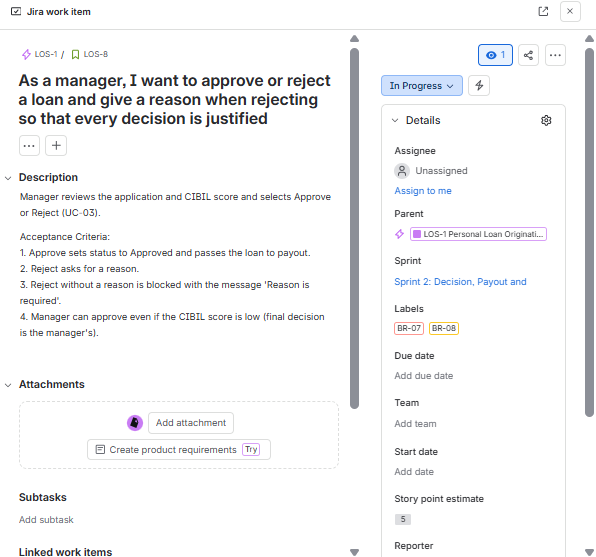 Jira work item
LOS-1 / LOS-8
1
As a manager, I want to approve or reject
a loan and give a reason when rejecting
so that every decision is justified
In Progress
Description
Manager reviews the application and CIBIL score and selects Approve
or Reject (UC-03).
Acceptance Criteria:
1. Approve sets status to Approved and passes the loan to payout.
2. Reject asks for a reason.
3. Reject without a reason is blocked with the message 'Reason is
required'.
4. Manager can approve even if the CIBIL score is low (final decision
is the manager's).
Attachments
Add attachment
Create product requirements Try
Subtasks
Add subtask
Linked work items
Details
Assignee
Unassigned
Assign to me
Parent
LOS-1 Personal Loan Originati...
Sprint
Sprint 2: Decision, Payout and
Labels
BR-07 BR-08
Due date
Add due date
Team
Add team
Start date
Add date
Story point estimate
5
Reporter